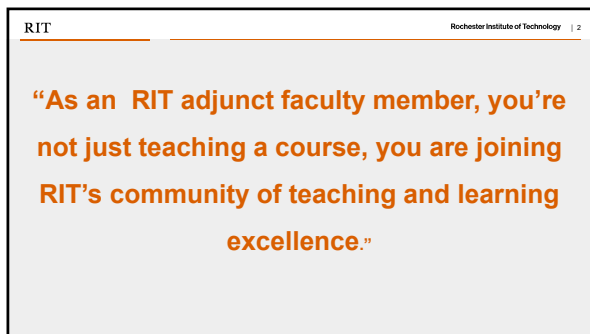 RIT
Rochester Institute of Technology | 2
“As an  RIT adjunct faculty member, you’re
not just teaching a course, you are joining
RIT’s community of teaching and learning
excellence.”